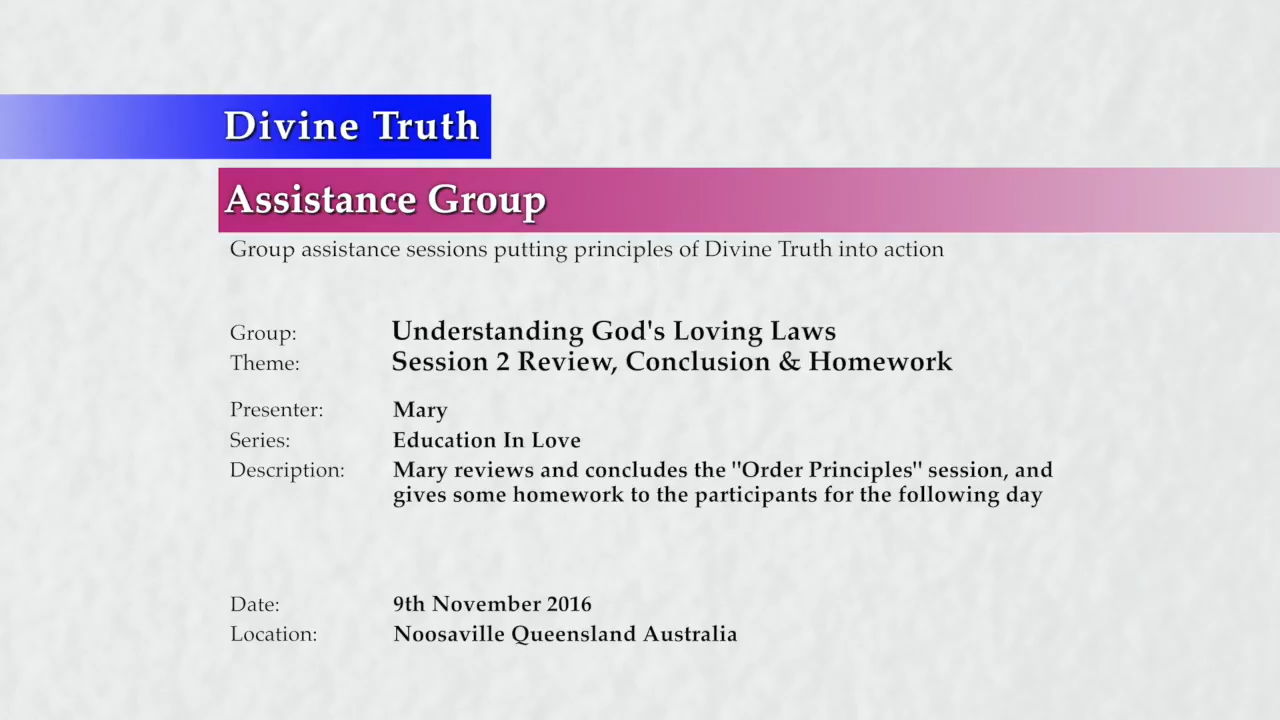 Divine Truth
Assistance Group
Group assistance sessions putting principles of Divine Truth into action
Group: Understanding God's Loving Laws
Theme: Session 2 Review, Conclusion & Homework
Presenter: Mary
Series: Education In Love
Description: Mary reviews and concludes the "Order Principles" session, and
gives some homework to the participants for the following day
Date: 9th November 2016
Location: Noosaville Queensland Australia